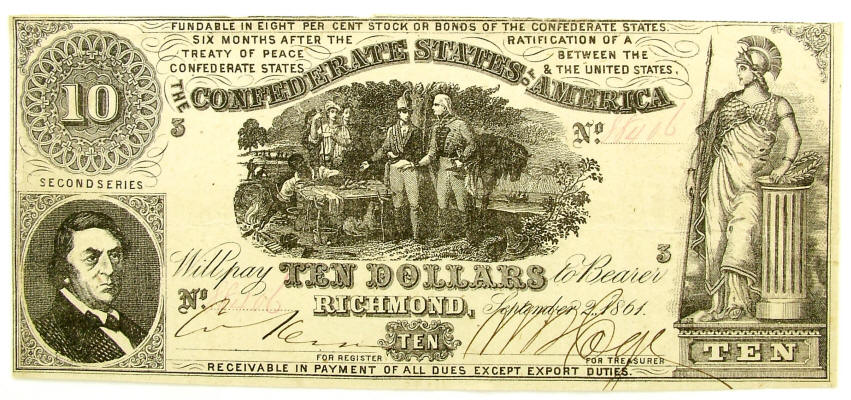 FUNDABLE IN EIGHT PER CENT STOCK OR BONDS OF THE CONFEDERATE STATES.
SIX MONTHS AFTER THE RATIFICATION OF A
TREATY OF PEACE BETWEEN THE
CONFEDERATE STATES & THE UNITED STATES,
THE CONFEDERATE STATES OF AMERICA
10
3
No
SECOND SERIES
3
Will pay TEN DOLLARS to Bearer
No
RICHMOND, September 2, 1861.
TEN
FOR REGISTER
FOR TREASURER
TEN
RECEIVABLE IN PAYMENT OF ALL DUES EXCEPT EXPORT DUTIES.